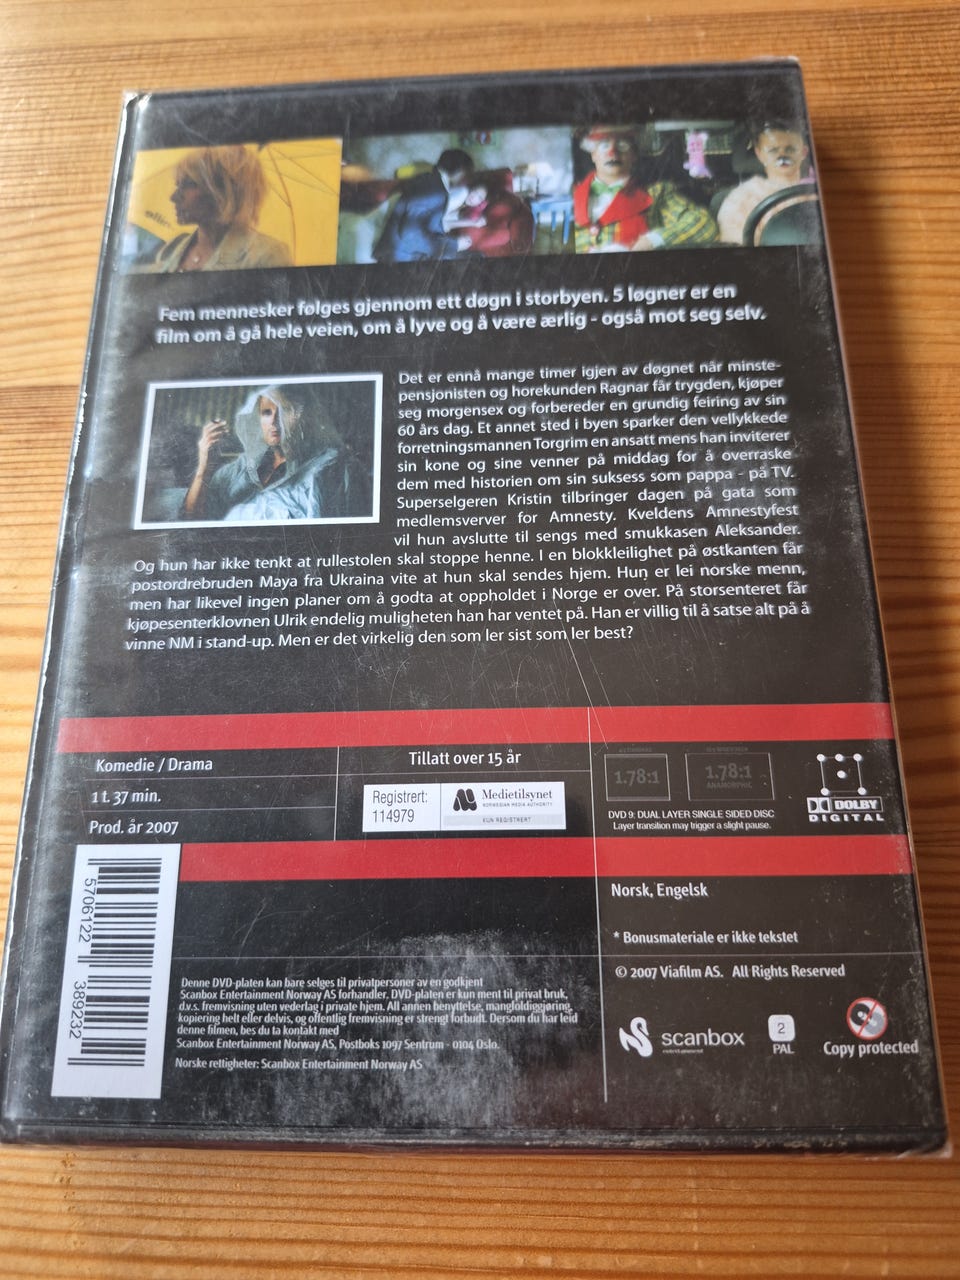 Fem mennesker følges gjennom ett døgn i storbyen. 5 løgner er en
film om å gå hele veien, om å lyve og å være ærlig - også mot seg selv.
Det er ennå mange timer igjen av døgnet når minste-
pensjonisten og horekunden Ragnar får trygden, kjøper
seg morgensex og forbereder en grundig feiring av sin
60 års dag. Et annet sted i byen sparker den vellykkede
forretningsmannen Torgrim en ansatt mens han inviterer
sin kone og sine venner på middag for å overraske
dem med historien om sin suksess som pappa - på TV.
Superselgeren Kristin tilbringer dagen på gata som
medlemsverver for Amnesty. Kveldens Amnestyfest
vil hun avslutte til sengs med smukkasen Aleksander.
Og hun har ikke tenkt at rullestolen skal stoppe henne. I en blokkleilighet på østkanten får
postordrebruden Maya fra Ukraina vite at hun skal sendes hjem. Hun er lei norske menn,
men har likevel ingen planer om å godta at oppholdet i Norge er over. På storsenteret får
kjøpesenterklovnen Ulrik endelig muligheten han har ventet på. Han er villig til å satse alt på å
vinne NM i stand-up. Men er det virkelig den som ler sist som ler best?
Komedie / Drama
1 t. 37 min.
Prod. år 2007
Tillatt over 15 år
Registrert:
114979
Medietilsynet
NORWEGIAN MEDIA AUTHORITY
KUN REGISTRERT
1.78:1
1.78:1
ANAMORPHIC
DVD 9: DUAL LAYER SINGLE SIDED DISC
Layer transition may trigger a slight pause.
DOLBY
DIGITAL
Norsk, Engelsk
* Bonusmateriale er ikke tekstet
© 2007 Viafilm AS. All Rights Reserved
5706122 389232
Denne DVD-platen kan bare selges til privatpersoner av en godkjent
Scanbox Entertainment Norway AS forhandler. DVD-platen er kun ment til privat bruk,
d.v.s. fremvisning uten vederlag i private hjem. All annen benyttelse, mangfoldiggjøring,
kopiering helt eller delvis, og offentlig fremvisning er strengt forbudt. Dersom du har leid
denne filmen, bes du ta kontakt med
Scanbox Entertainment Norway AS, Postboks 1097 Sentrum - 0104 Oslo.
Norske rettigheter: Scanbox Entertainment Norway AS
scanbox
entertainment
2
PAL
Copy protected